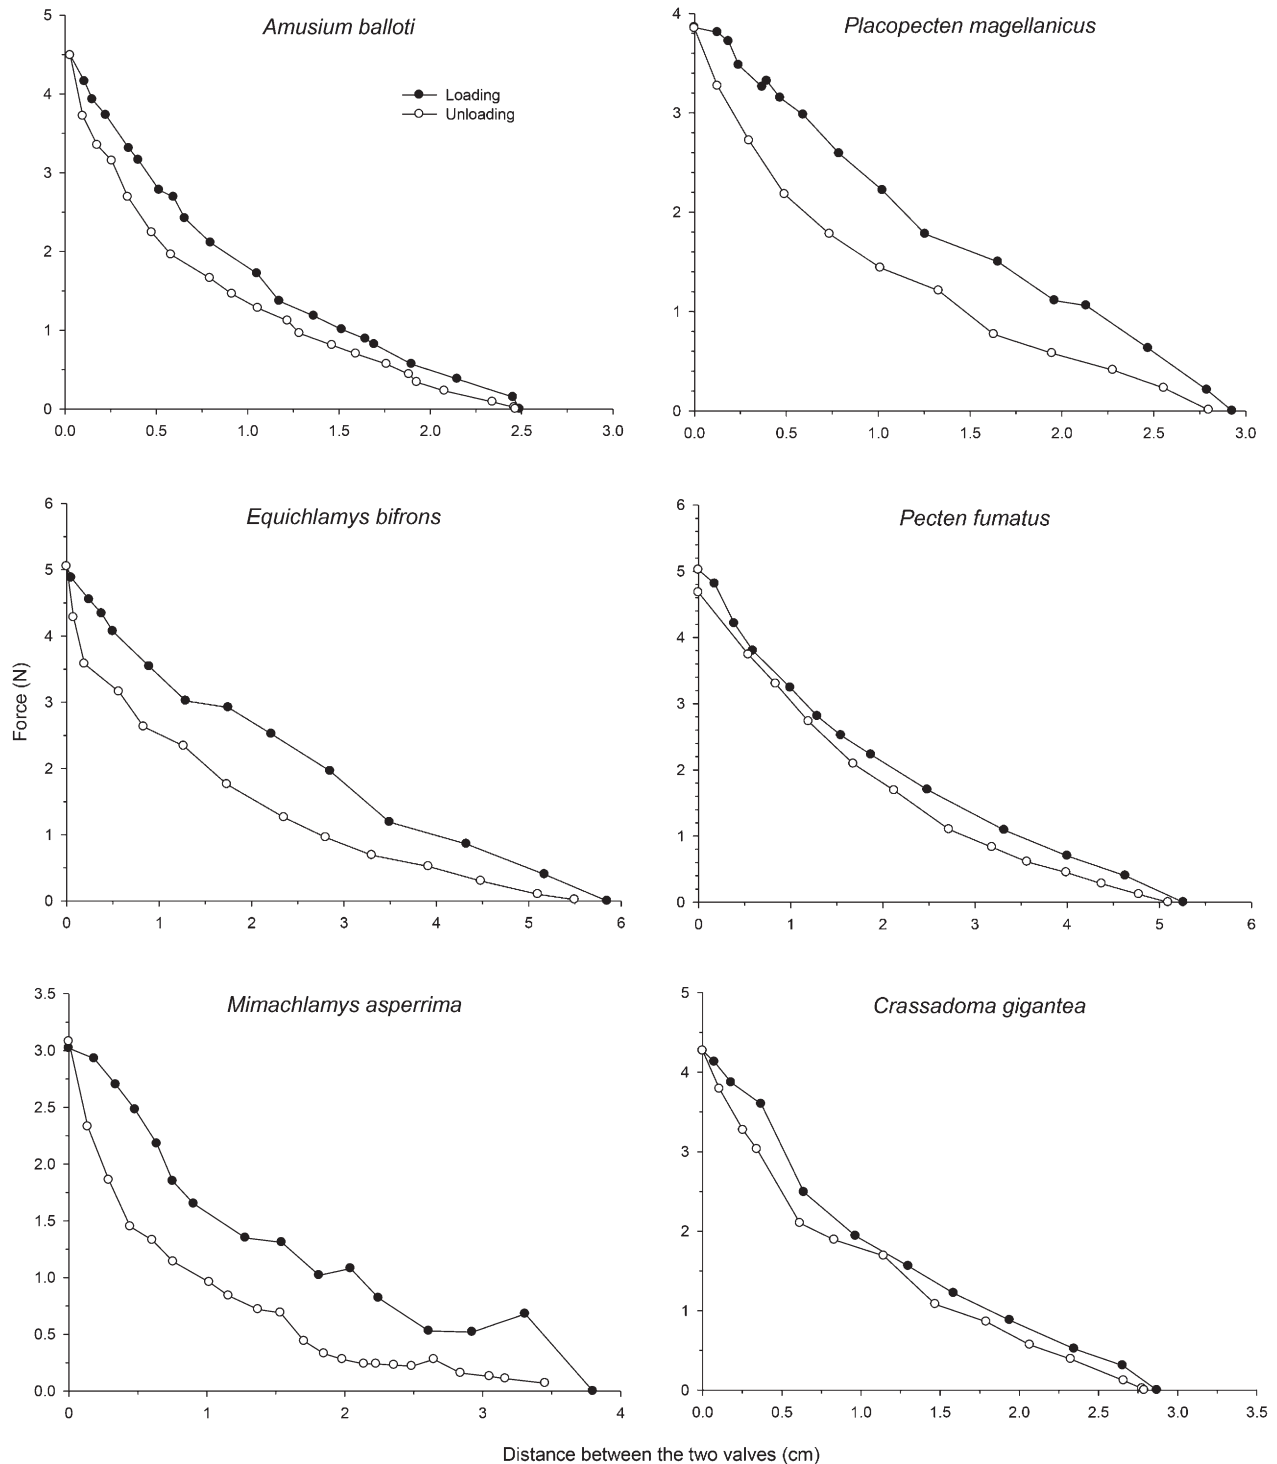 Amusium balloti
Loading
Unloading
5
4
3
2
1
0
0.0 0.5 1.0 1.5 2.0 2.5 3.0
Placopecten magellanicus
4
3
2
1
0
0.0 0.5 1.0 1.5 2.0 2.5 3.0
Equichlamys bifrons
6
5
4
3
2
1
0
0 1 2 3 4 5 6
Pecten fumatus
6
5
4
3
2
1
0
0 1 2 3 4 5 6
Force (N)
Mimachlamys asperrima
3.5
3.0
2.5
2.0
1.5
1.0
0.5
0.0
0 1 2 3 4
Crassadoma gigantea
5
4
3
2
1
0
0.0 0.5 1.0 1.5 2.0 2.5 3.0 3.5
Distance between the two valves (cm)